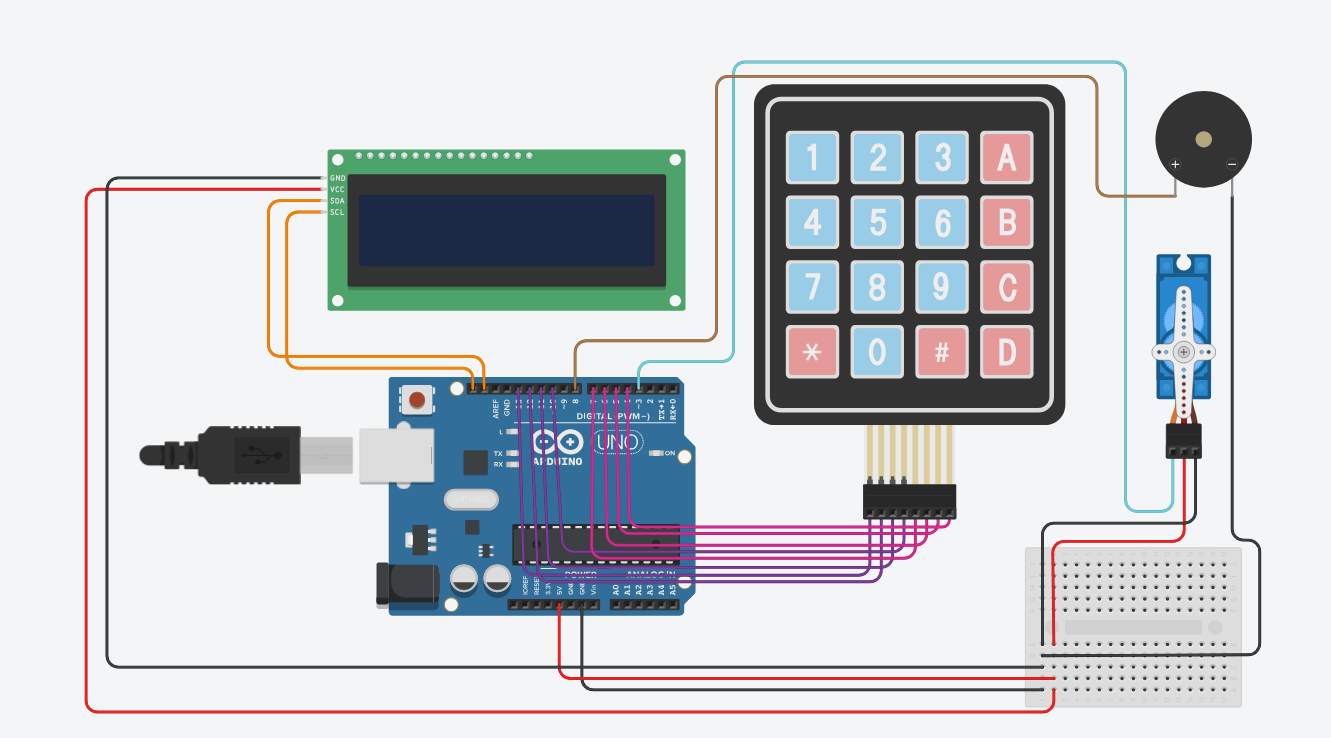 GND
VCC
SDA
SCL
1 2 3 A
4 5 6 B
7 8 9 C
* 0 # D
+ −
AREF
GND
~9
8
~3
2
TX→1
RX←0
DIGITAL
L
TX
RX
UNO
ON
ARDUINO
IOREF
RESET
3.3V
5V
GND
GND
Vin
POWER
ANALOG IN
A0
A1
A2
A3
A4
A5